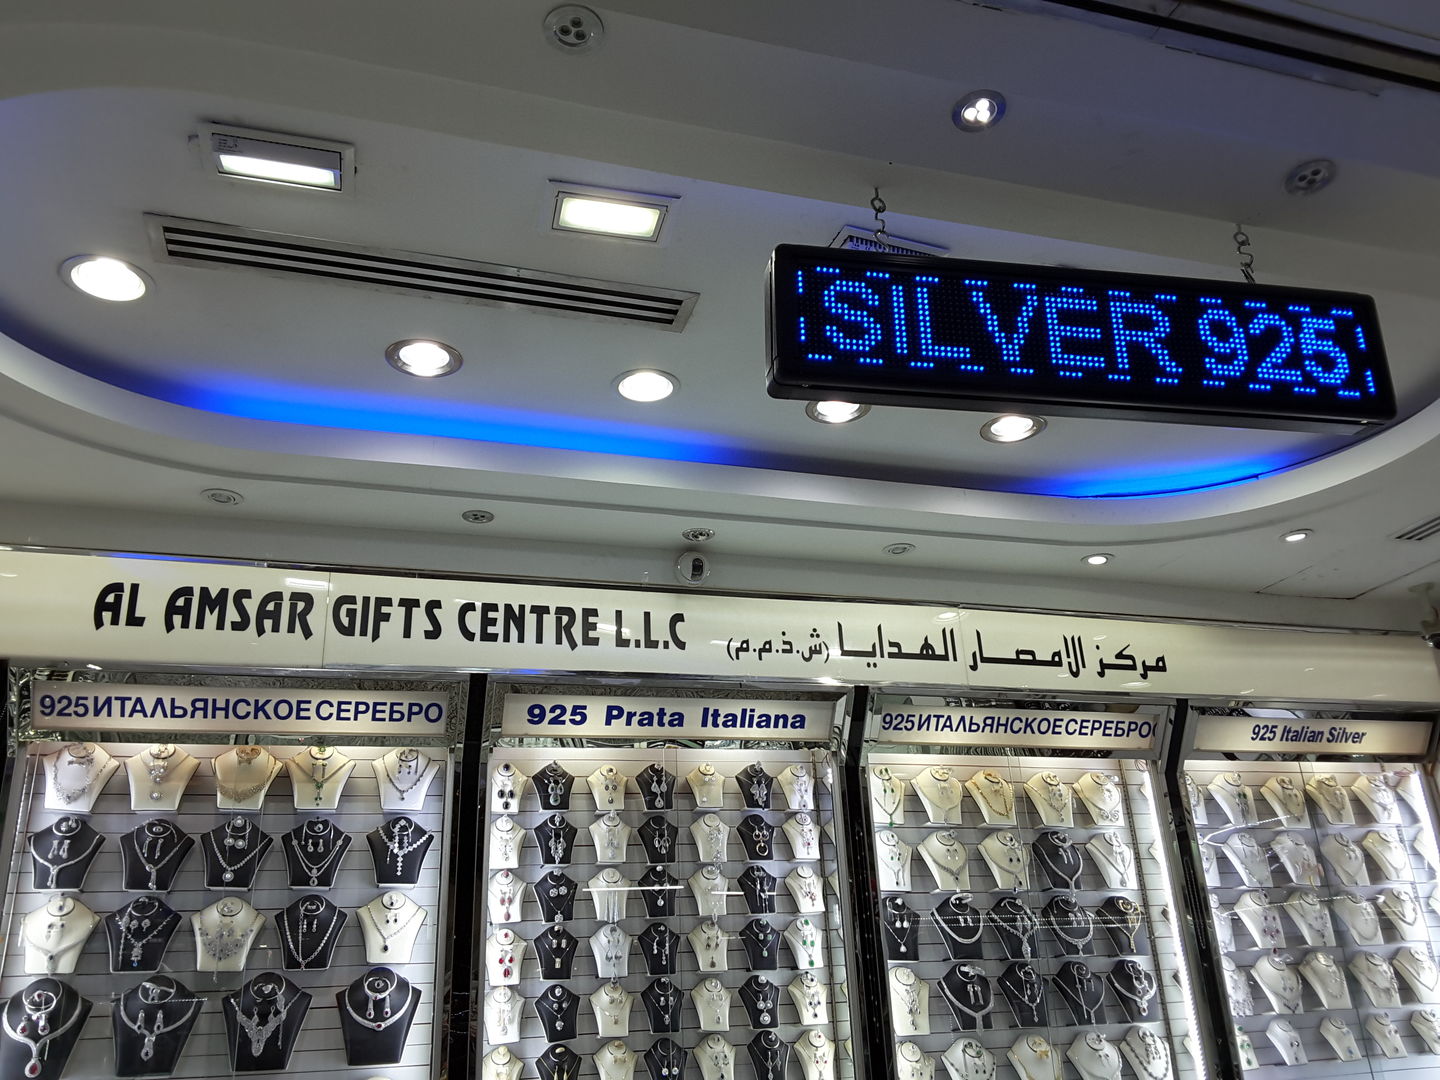 SILVER 925
AL AMSAR GIFTS CENTRE L.L.C
مركز الامصار الهدايا (ش.ذ.م.م)
925 ИТАЛЬЯНСКОЕ СЕРЕБРО
925 Prata Italiana
925 ИТАЛЬЯНСКОЕ СЕРЕБРО
925 Italian Silver